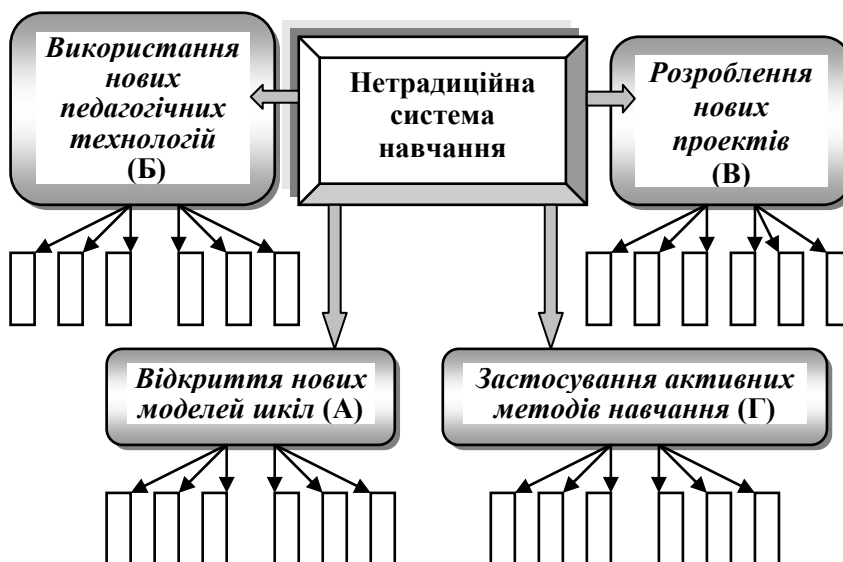 Використання
нових
педагогічних
технологій
(Б)
Нетрадиційна
система
навчання
Розроблення
нових
проектів
(В)
Відкриття нових
моделей шкіл (А)
Застосування активних
методів навчання (Г)